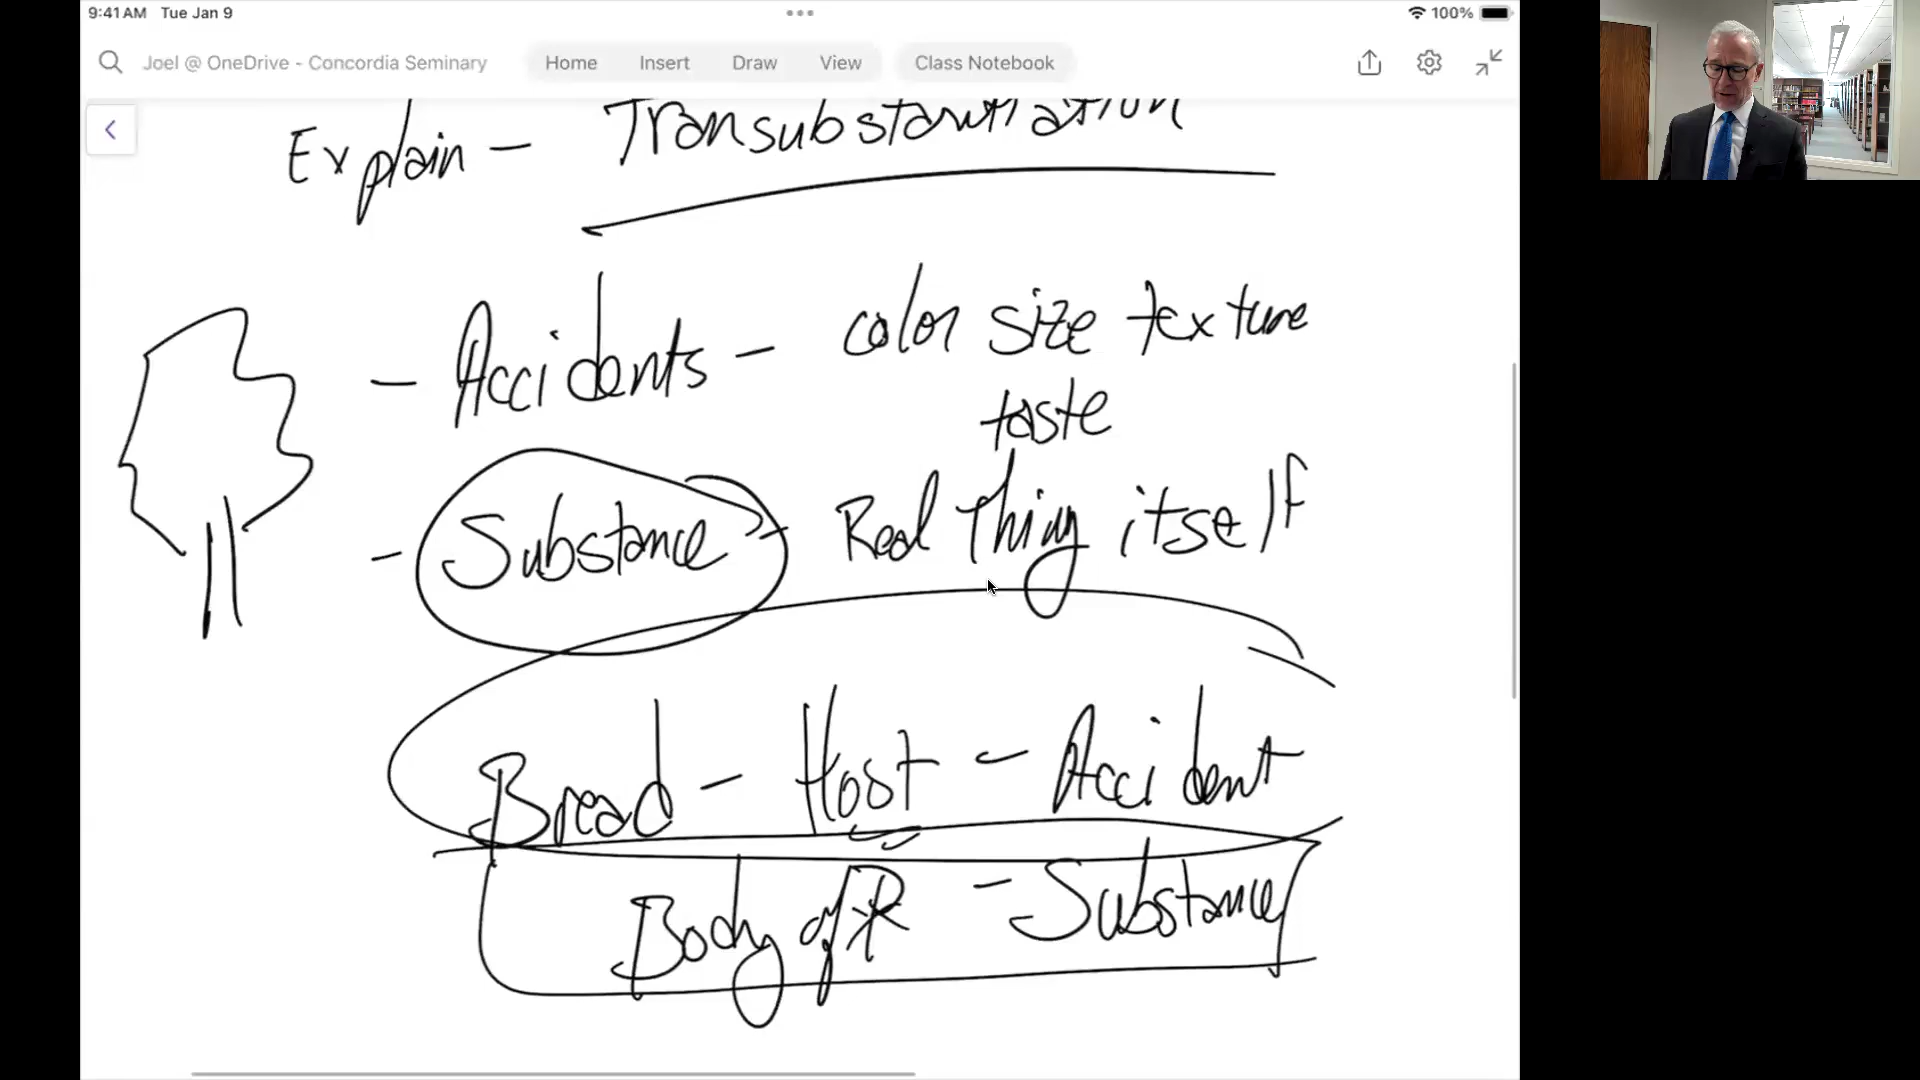 9:41 AM Tue Jan 9
100%
Joel @ OneDrive - Concordia Seminary Home Insert Draw View Class Notebook
Explain - Transubstantiation
- Accidents - color size texture
taste
- Substance - Real Thing itself
Bread - Host - Accident
Body of ☧ - Substance